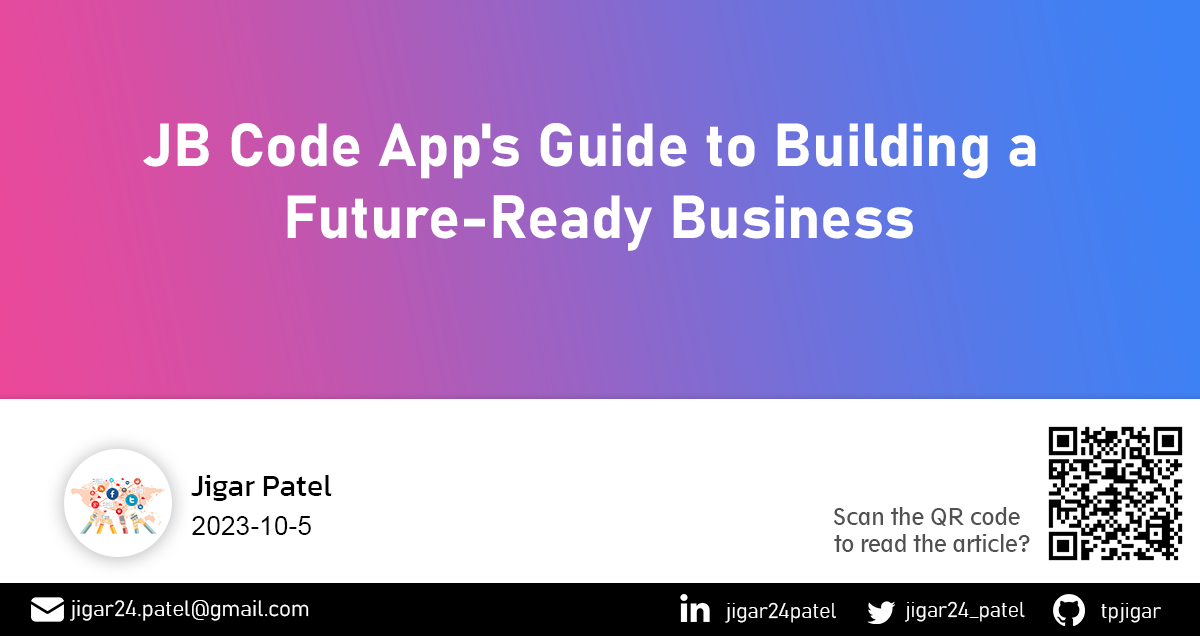 JB Code App's Guide to Building a
Future-Ready Business
Jigar Patel
2023-10-5
Scan the QR code
to read the article?
jigar24.patel@gmail.com
jigar24patel
jigar24_patel
tpjigar